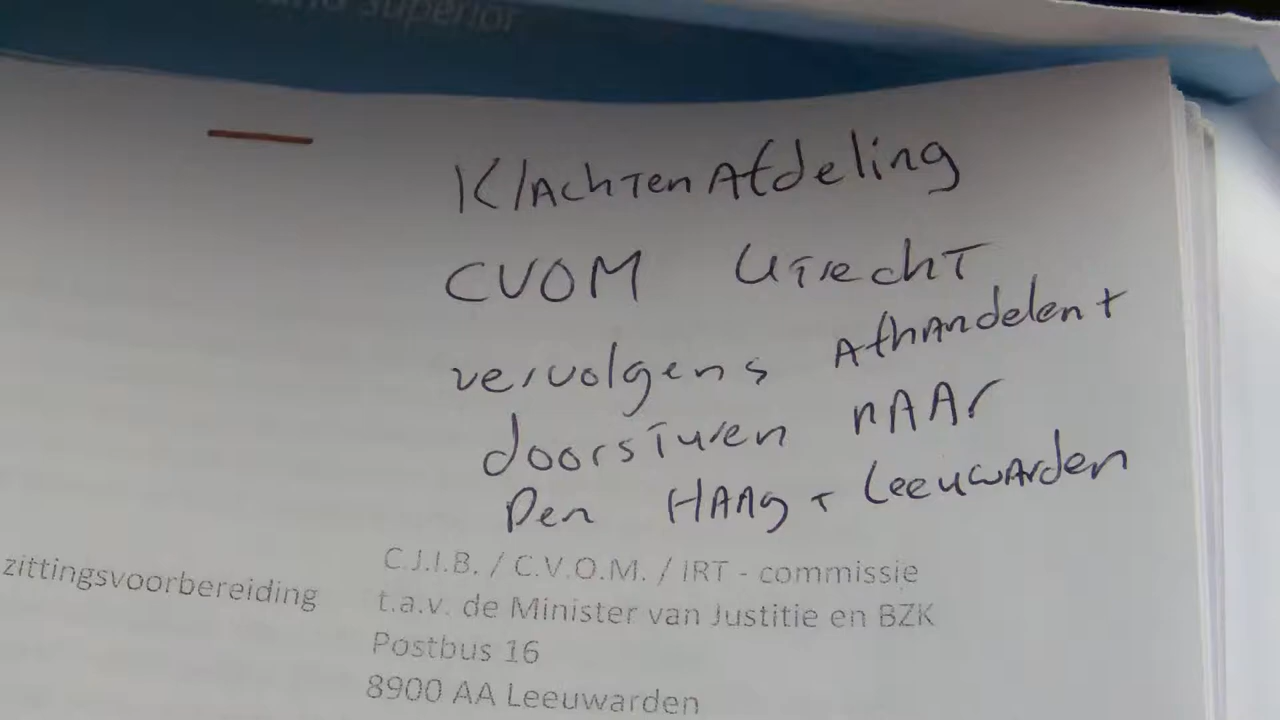 superior
KlachtenAfdeling
CVOM Utrecht
vervolgens Afhandelen +
doorsturen naar
Den Haag + Leeuwarden
zittingsvoorbereiding
C.J.I.B. / C.V.O.M. / IRT - commissie
t.a.v. de Minister van Justitie en BZK
Postbus 16
8900 AA Leeuwarden